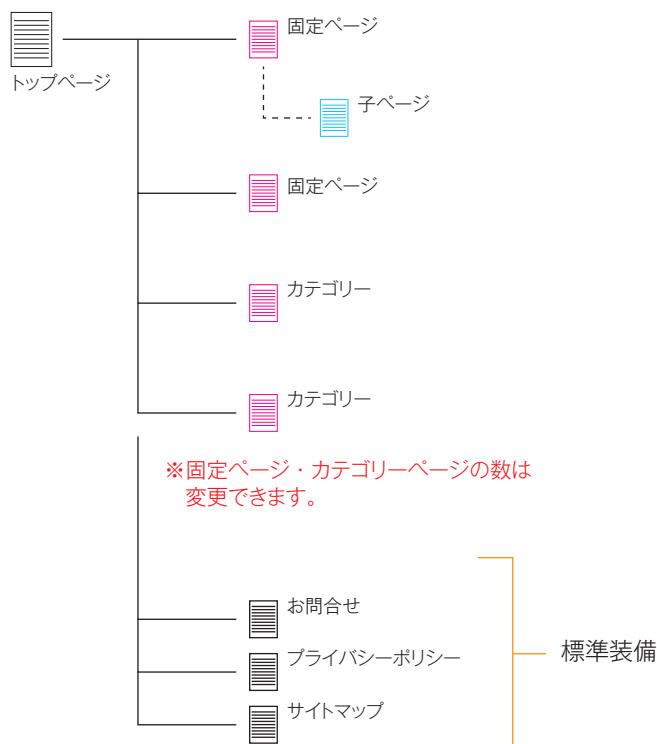 固定ページ
トップページ
子ページ
固定ページ
カテゴリー
カテゴリー
※固定ページ・カテゴリーページの数は
変更できます。
お問合せ
プライバシーポリシー
標準装備
サイトマップ